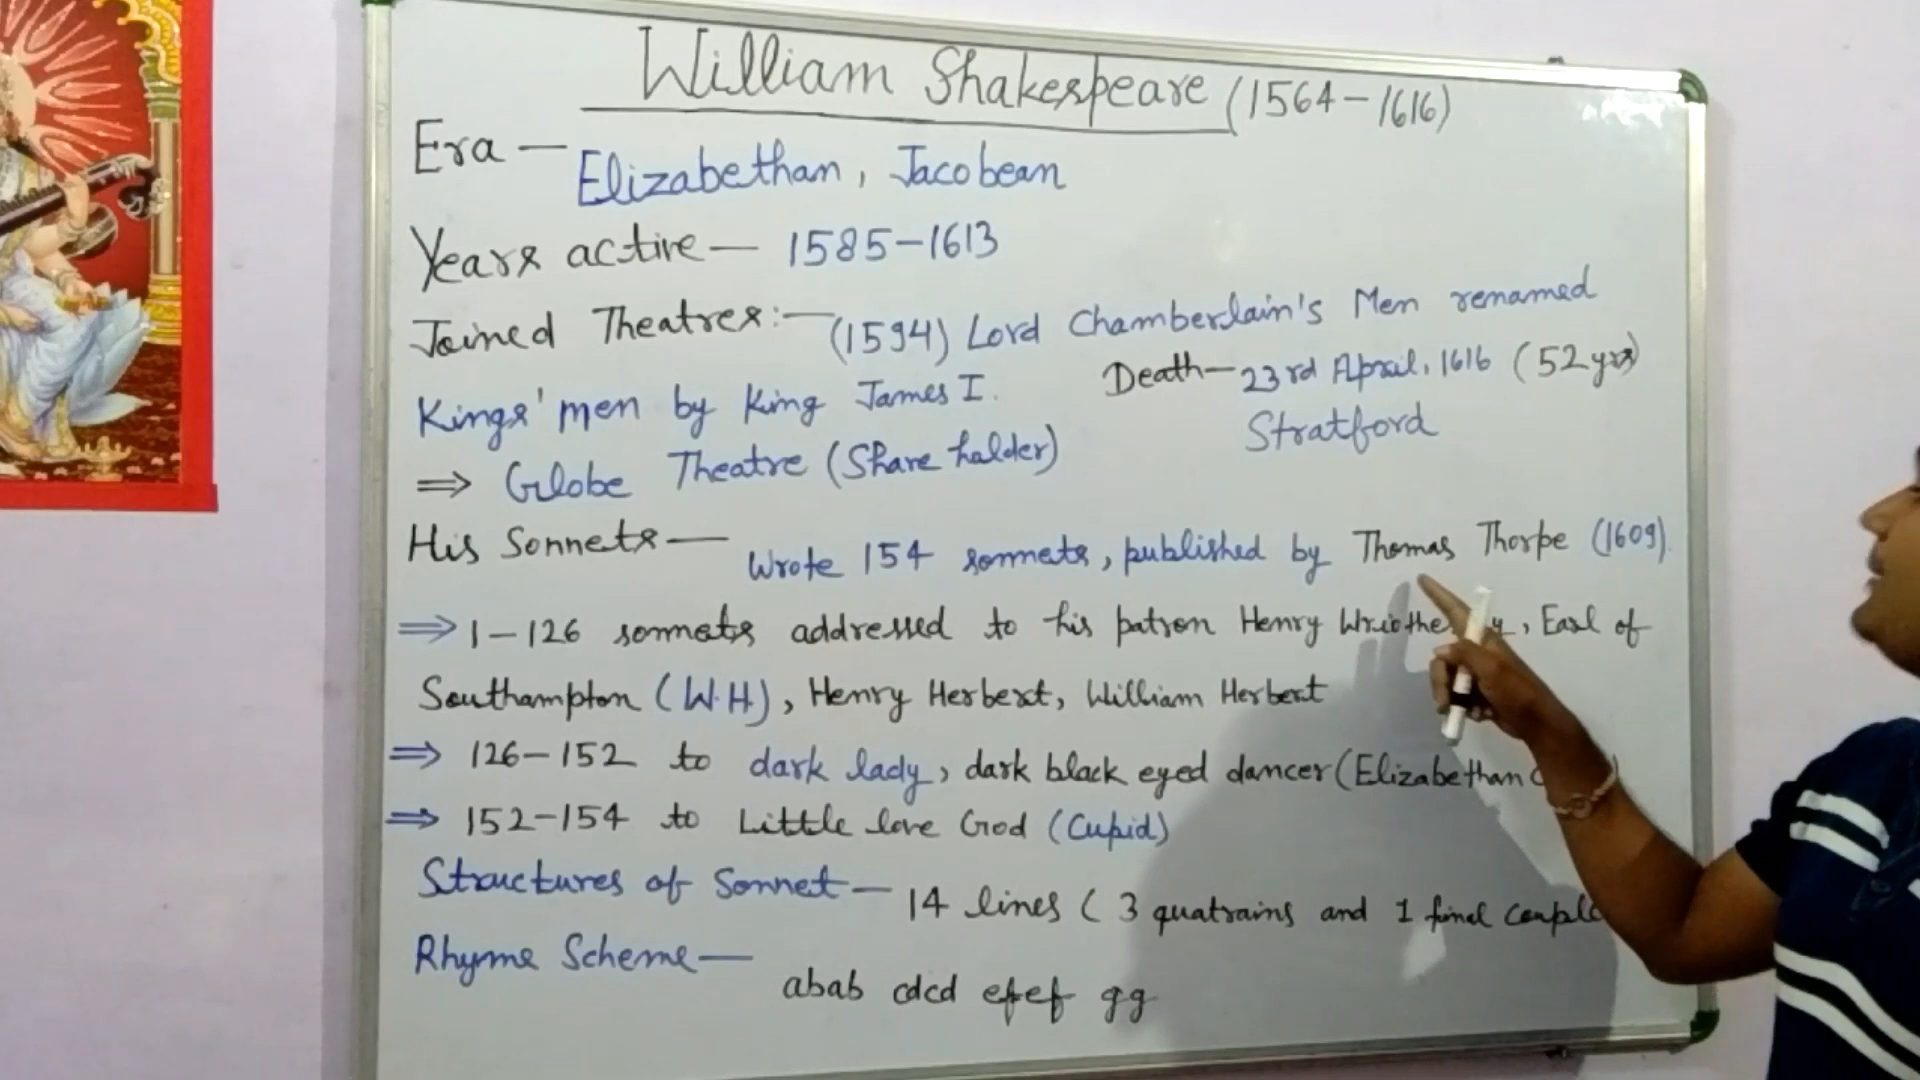 William Shakespeare (1564-1616)
Era — Elizabethan, Jacobean
Years active — 1585-1613
Joined Theatres:- (1594) Lord Chamberlain's Men renamed
Kings' men by King James I.
Death - 23rd April, 1616 (52yrs)
Stratford
⇒ Globe Theatre (Share halder)
His Sonnets — Wrote 154 sonnets, published by Thomas Thorpe (1609).
⇒ 1-126 sonnets addressed to his patron Henry , Earl of
Southampton (W.H), Henry Herbert, William Herbert
⇒ 126-152 to dark lady, dark black eyed dancer (Elizabethan
⇒ 152-154 to Little love God (Cupid)
Structures of Sonnet — 14 lines ( 3 quatrains and 1 final
Rhyme Scheme — abab cdcd efef gg